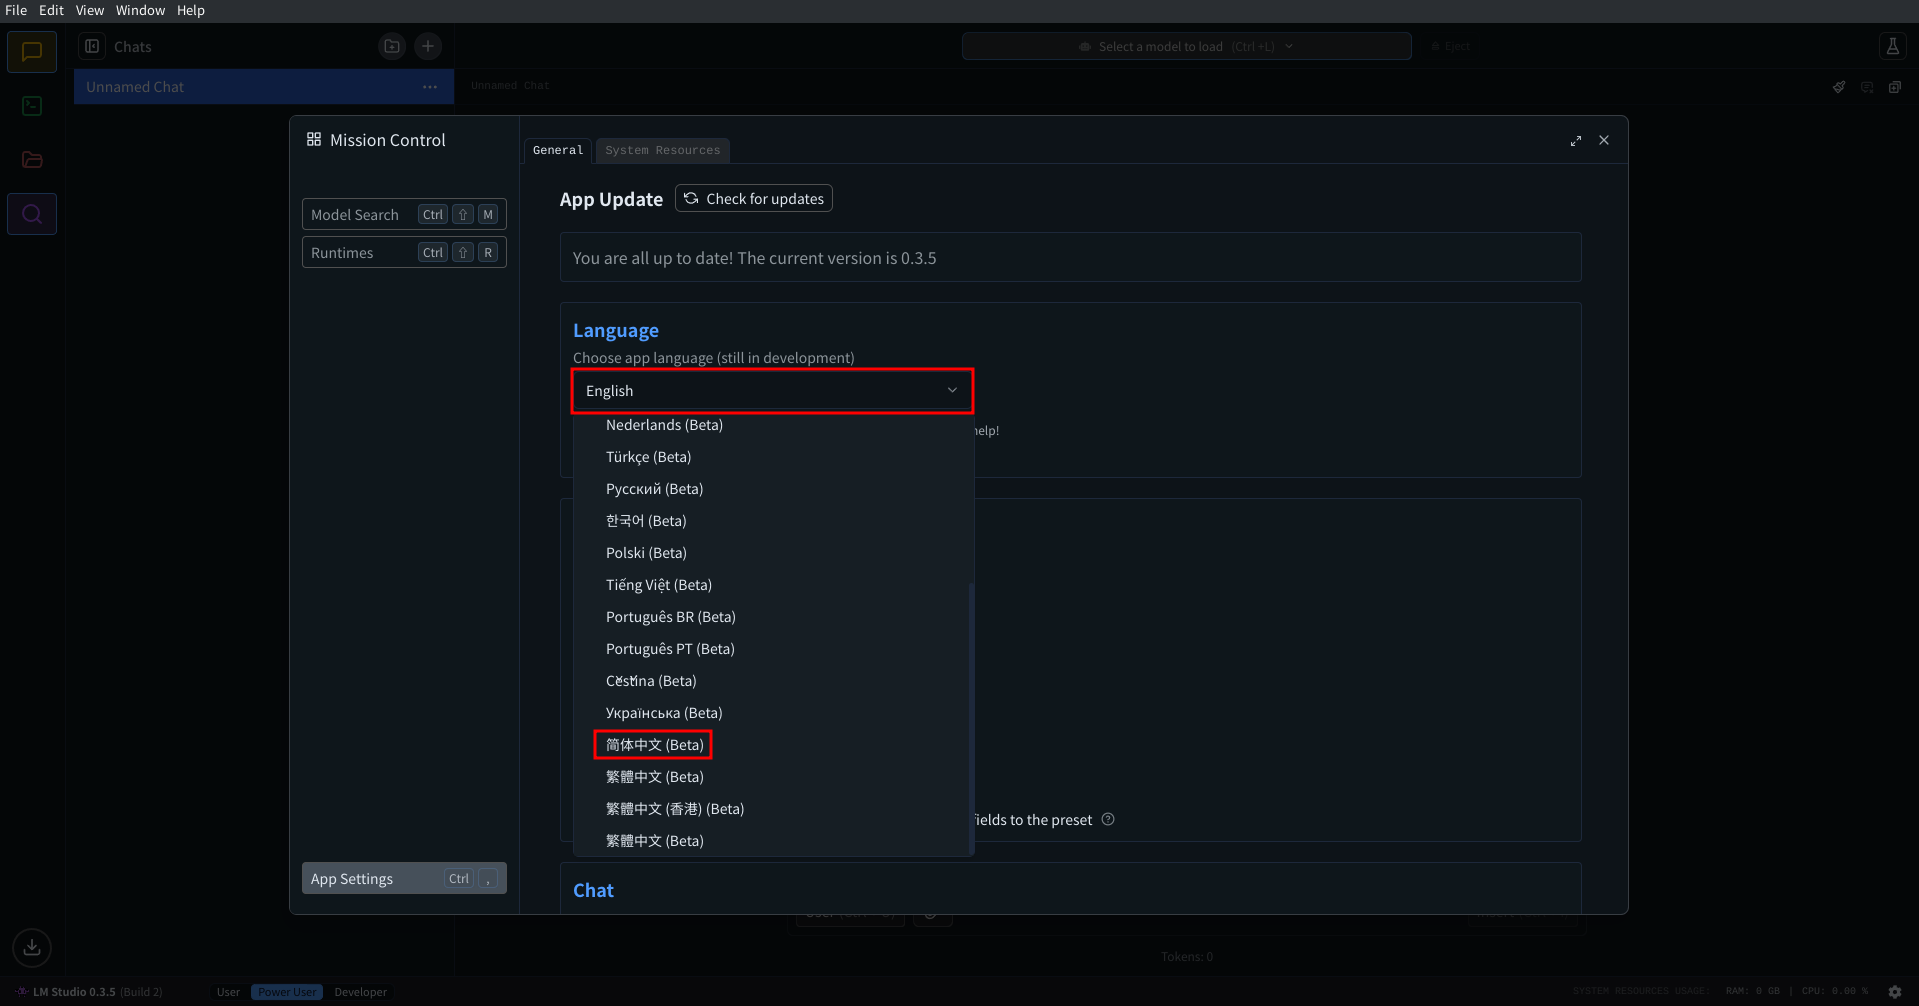 File Edit View Window Help
Chats
Select a model to load (Ctrl +L)
Eject
Unnamed Chat
Unnamed Chat
Mission Control
General
System Resources
Model Search Ctrl ⇧ M
Runtimes Ctrl ⇧ R
App Update
Check for updates
You are all up to date! The current version is 0.3.5
Language
Choose app language (still in development)
English
help!
Nederlands (Beta)
Türkçe (Beta)
Русский (Beta)
한국어 (Beta)
Polski (Beta)
Tiếng Việt (Beta)
Português BR (Beta)
Português PT (Beta)
Čeština (Beta)
Українська (Beta)
简体中文 (Beta)
繁體中文 (Beta)
繁體中文 (香港) (Beta)
繁體中文 (Beta)
fields to the preset
App Settings Ctrl ,
Chat
Tokens: 0
LM Studio 0.3.5 (Build 2)
User
Power User
Developer
SYSTEM RESOURCES USAGE: RAM: 0 GB | CPU: 0.00 %